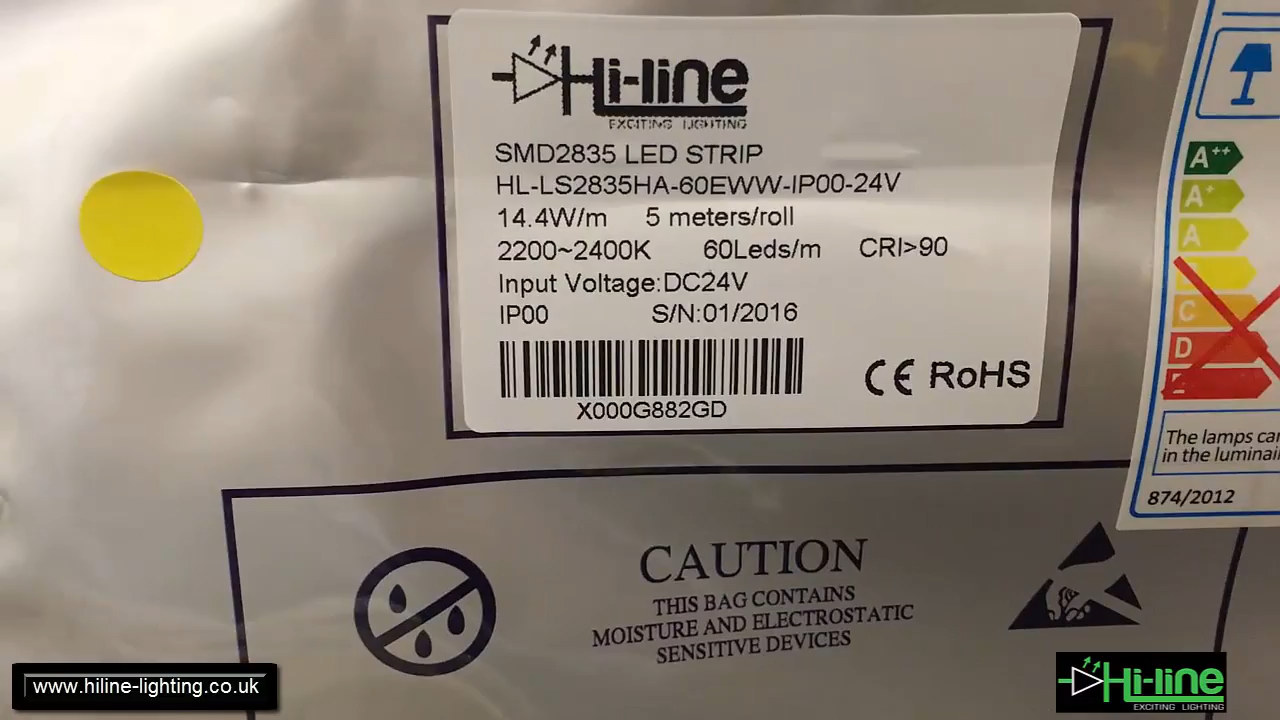 Hi-line
EXCITING LIGHTING
SMD2835 LED STRIP
HL-LS2835HA-60EWW-IP00-24V
14.4W/m 5 meters/roll
2200~2400K 60Leds/m CRI>90
Input Voltage:DC24V
IP00 S/N:01/2016
X000G882GD
CE RoHS
A++
A+
A
C
D
The lamps
in the
874/2012
CAUTION
THIS BAG CONTAINS
MOISTURE AND ELECTROSTATIC
SENSITIVE DEVICES
www.hiline-lighting.co.uk
Hi-line
EXCITING LIGHTING